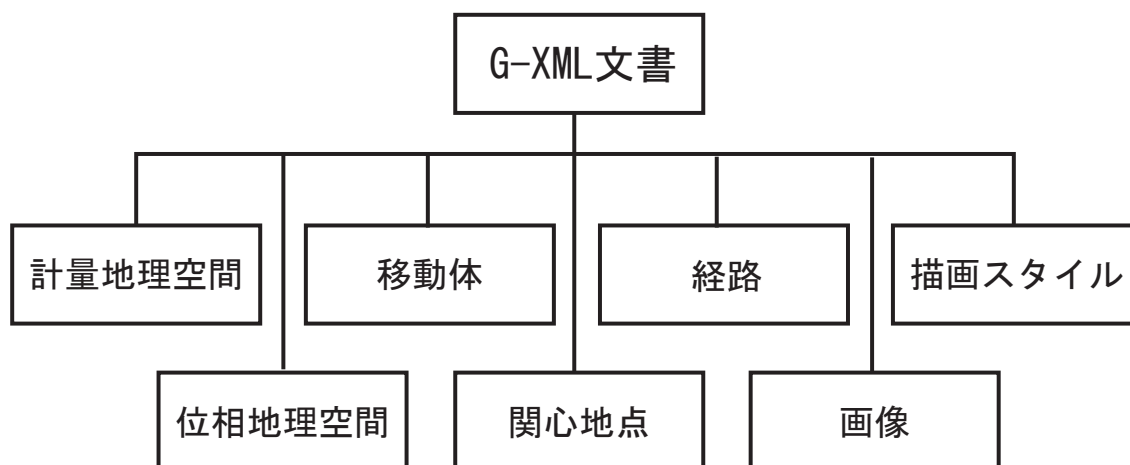 G-XML文書
計量地理空間
移動体
経路
描画スタイル
位相地理空間
関心地点
画像